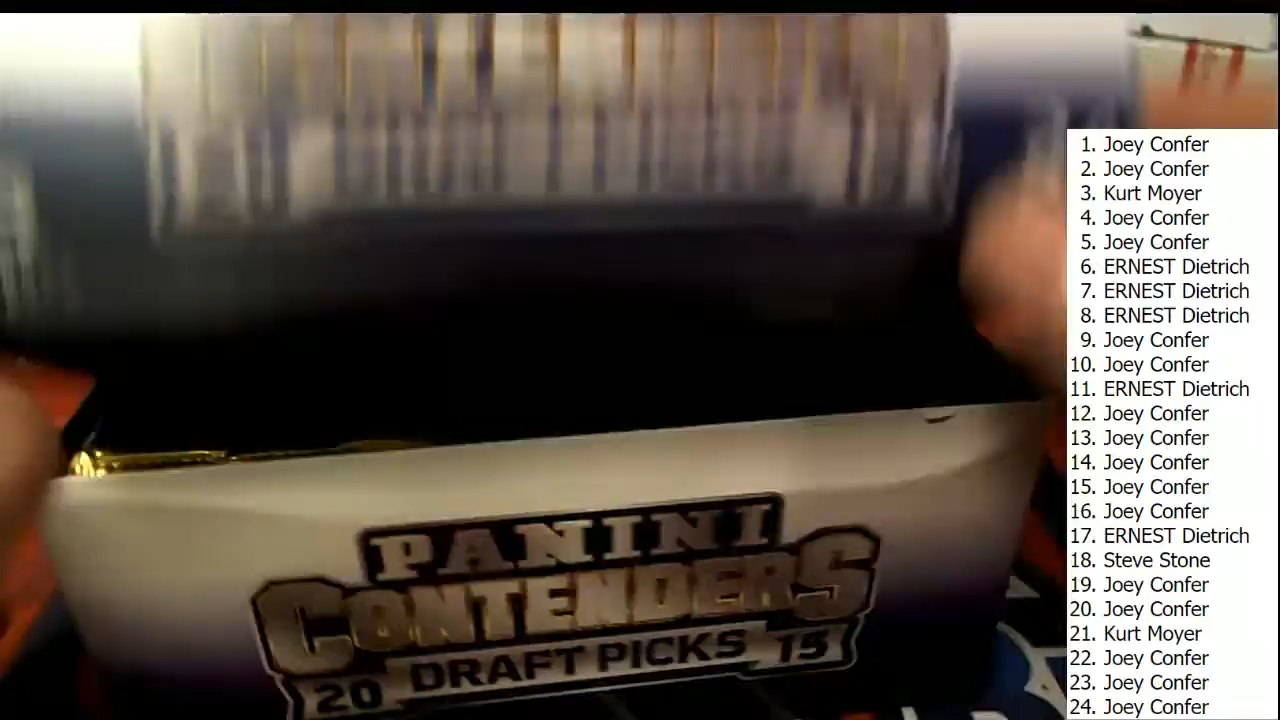 PANINI
CONTENDERS
DRAFT PICKS
20 15
1. Joey Confer
2. Joey Confer
3. Kurt Moyer
4. Joey Confer
5. Joey Confer
6. ERNEST Dietrich
7. ERNEST Dietrich
8. ERNEST Dietrich
9. Joey Confer
10. Joey Confer
11. ERNEST Dietrich
12. Joey Confer
13. Joey Confer
14. Joey Confer
15. Joey Confer
16. Joey Confer
17. ERNEST Dietrich
18. Steve Stone
19. Joey Confer
20. Joey Confer
21. Kurt Moyer
22. Joey Confer
23. Joey Confer
24. Joey Confer